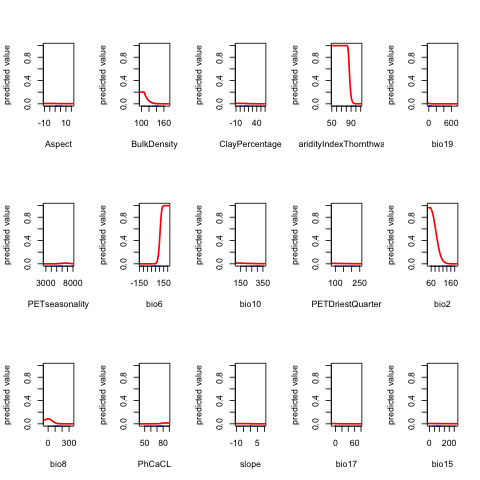 predicted value predicted value predicted value predicted value predicted value
0.0 0.4 0.8 0.0 0.4 0.8 0.0 0.4 0.8 0.0 0.4 0.8 0.0 0.4 0.8
-10 10 100 160 -10 40 50 90 0 600
Aspect BulkDensity ClayPercentage aridityIndexThornthwa bio19
predicted value predicted value predicted value predicted value predicted value
0.0 0.4 0.8 0.0 0.4 0.8 0.0 0.4 0.8 0.0 0.4 0.8 0.0 0.4 0.8
3000 8000 -150 150 150 350 100 250 60 160
PETseasonality bio6 bio10 PETDriestQuarter bio2
predicted value predicted value predicted value predicted value predicted value
0.0 0.4 0.8 0.0 0.4 0.8 0.0 0.4 0.8 0.0 0.4 0.8 0.0 0.4 0.8
0 300 50 80 -10 5 0 60 0 200
bio8 PhCaCL slope bio17 bio15